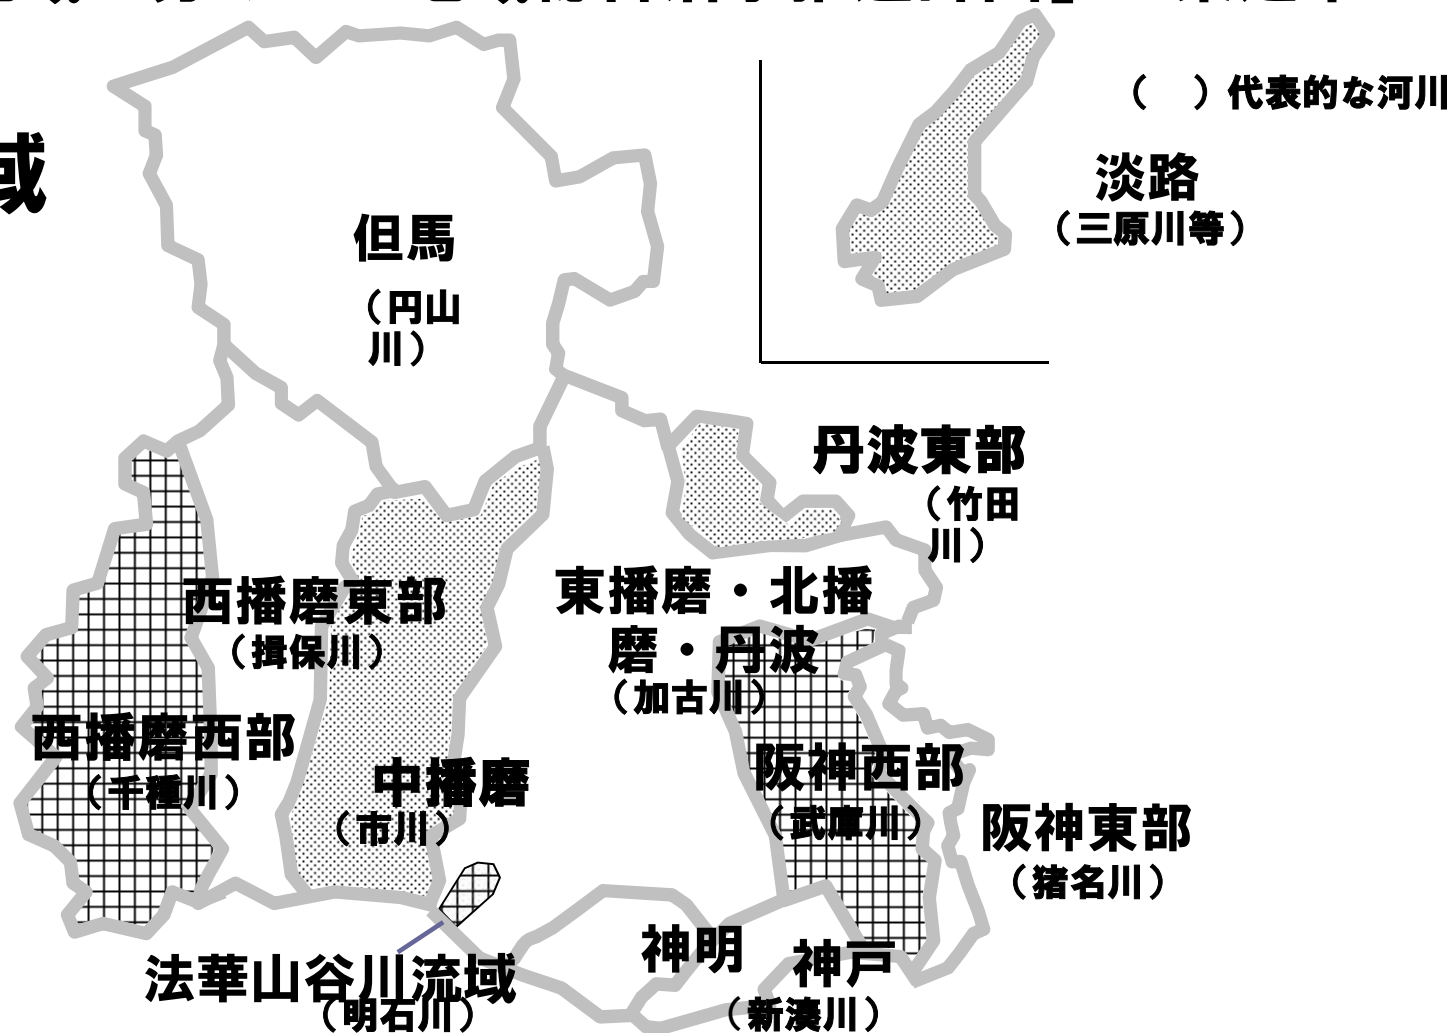 域
（　）代表的な河川
淡路
（三原川等）
但馬
（円山
川）
丹波東部
（竹田
川）
西播磨東部
（揖保川）
東播磨・北播
磨・丹波
（加古川）
西播磨西部
（千種川）
中播磨
（市川）
阪神西部
（武庫川）
阪神東部
（猪名川）
神明
神戸
（新湊川）
法華山谷川流域
（明石川）